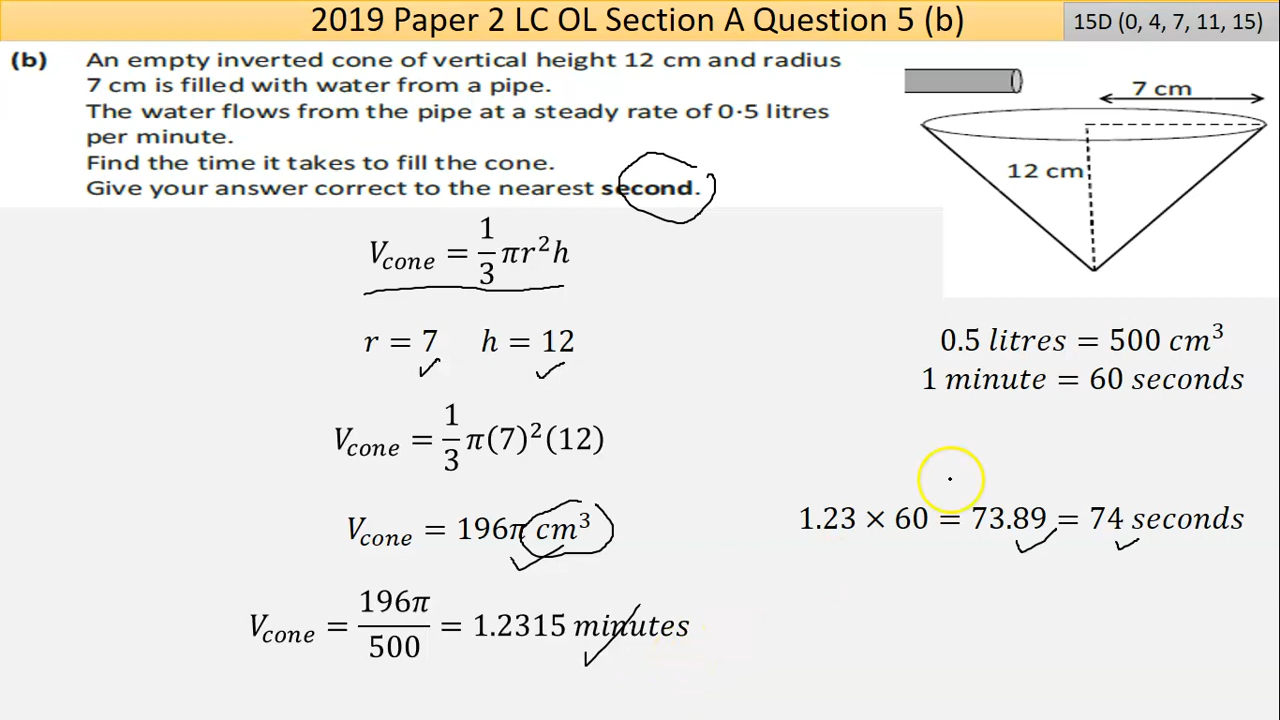 2019 Paper 2 LC OL Section A Question 5 (b)
15D (0, 4, 7, 11, 15)
(b) An empty inverted cone of vertical height 12 cm and radius
7 cm is filled with water from a pipe.
The water flows from the pipe at a steady rate of 0·5 litres
per minute.
Find the time it takes to fill the cone.
Give your answer correct to the nearest second.
7 cm
12 cm
V_cone = 1/3 πr²h
r = 7 h = 12
V_cone = 1/3 π(7)²(12)
V_cone = 196π cm³
V_cone = 196π/500 = 1.2315 minutes
0.5 litres = 500 cm³
1 minute = 60 seconds
1.23 × 60 = 73.89 = 74 seconds